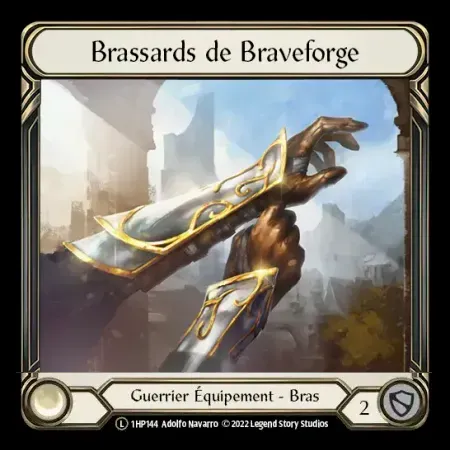 Brassards de Braveforge
Guerrier Équipement - Bras
2
L 1HP144 Adolfo Navarro © 2022 Legend Story Studios